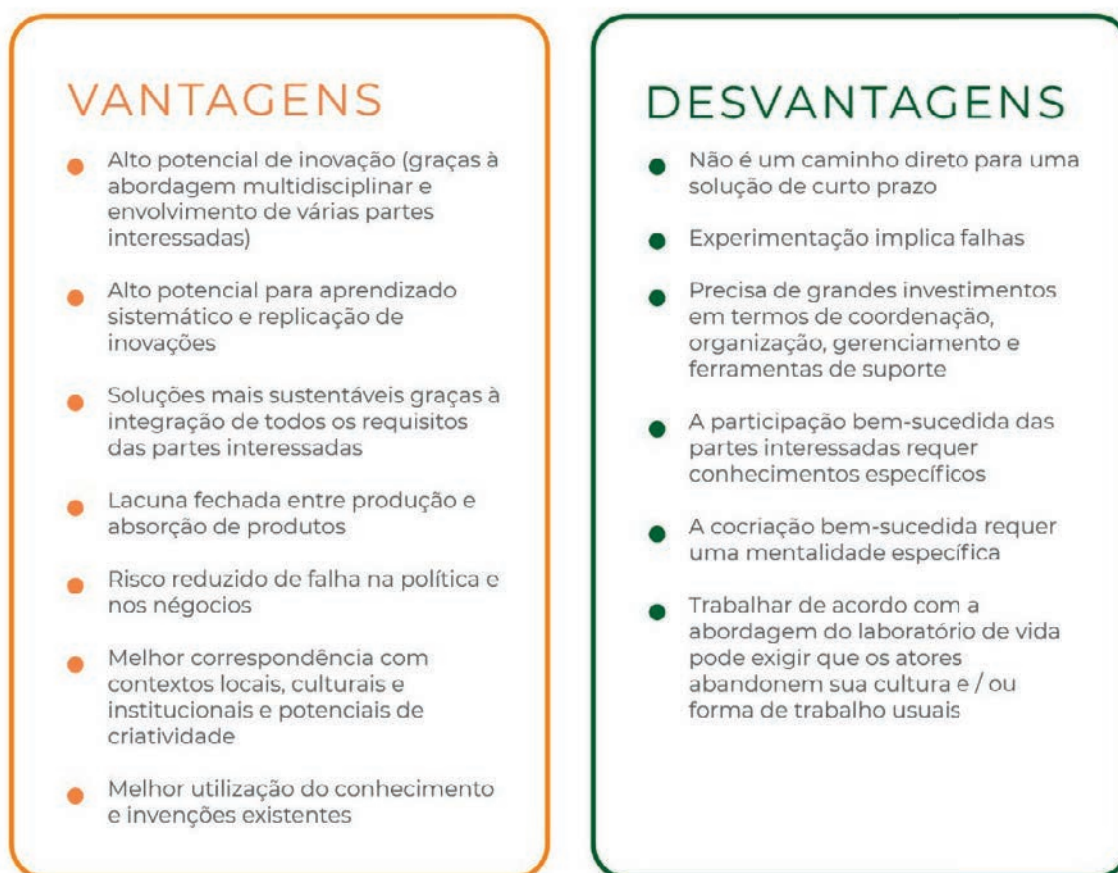 VANTAGENS
Alto potencial de inovação (graças à
abordagem multidisciplinar e
envolvimento de várias partes
interessadas)
Alto potencial para aprendizado
sistemático e replicação de
inovações
Soluções mais sustentáveis graças à
integração de todos os requisitos
das partes interessadas
Lacuna fechada entre produção e
absorção de produtos
Risco reduzido de falha na política e
nos négocios
Melhor correspondência com
contextos locais, culturais e
institucionais e potenciais de
criatividade
Melhor utilização do conhecimento
e invenções existentes
DESVANTAGENS
Não é um caminho direto para uma
solução de curto prazo
Experimentação implica falhas
Precisa de grandes investimentos
em termos de coordenação,
organização, gerenciamento e
ferramentas de suporte
A participação bem-sucedida das
partes interessadas requer
conhecimentos específicos
A cocriação bem-sucedida requer
uma mentalidade específica
Trabalhar de acordo com a
abordagem do laboratório de vida
pode exigir que os atores
abandonem sua cultura e / ou
forma de trabalho usuais